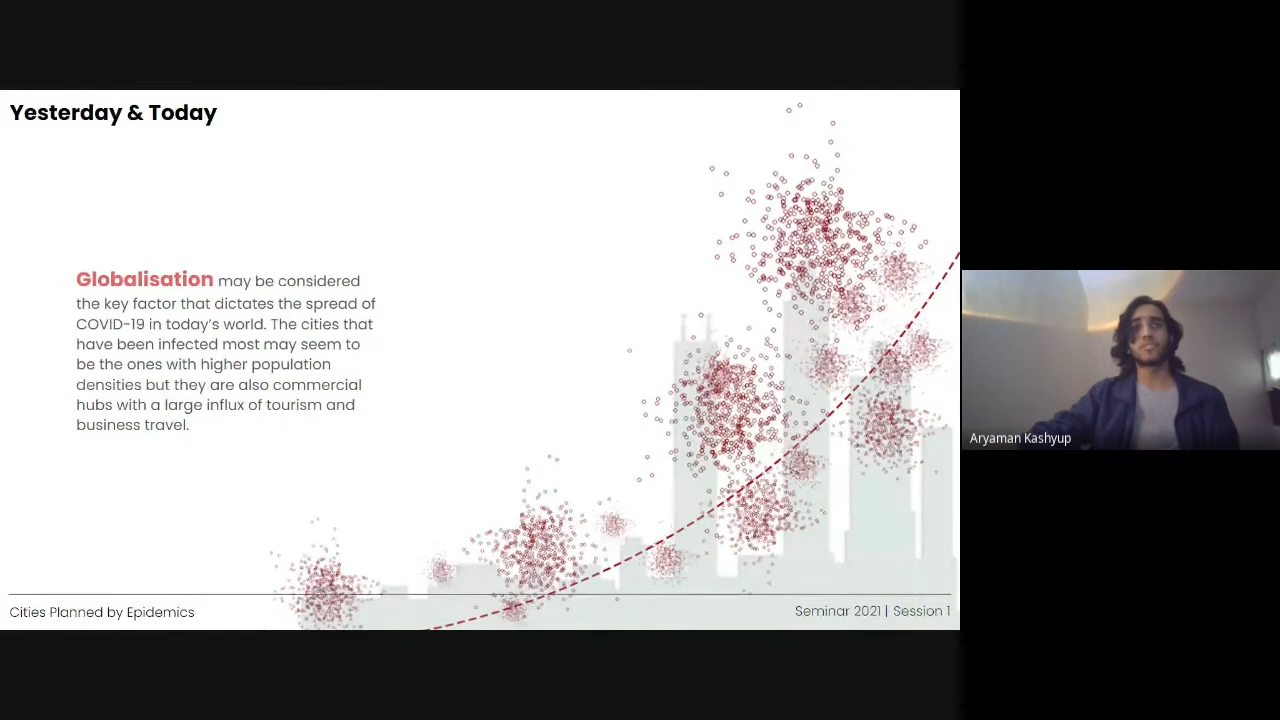 Yesterday & Today
Globalisation may be considered
the key factor that dictates the spread of
COVID-19 in today's world. The cities that
have been infected most may seem to
be the ones with higher population
densities but they are also commercial
hubs with a large influx of tourism and
business travel.
Cities Planned by Epidemics
Seminar 2021 | Session 1
Aryaman Kashyup